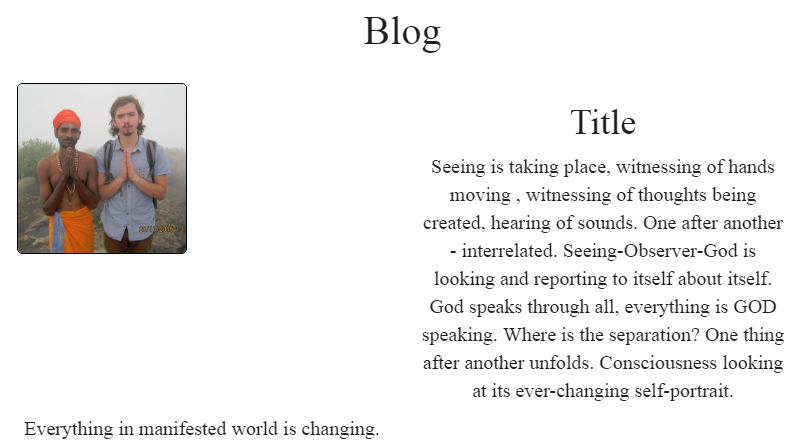 Blog
Title
Seeing is taking place, witnessing of hands
moving , witnessing of thoughts being
created, hearing of sounds. One after another
- interrelated. Seeing-Observer-God is
looking and reporting to itself about itself.
God speaks through all, everything is GOD
speaking. Where is the separation? One thing
after another unfolds. Consciousness looking
at its ever-changing self-portrait.
Everything in manifested world is changing.